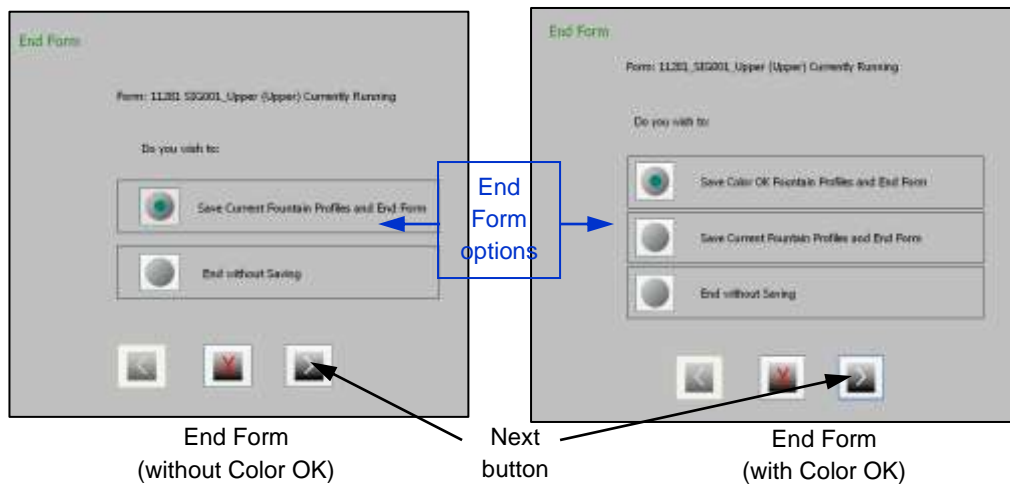 End Form
Form: 11281 SIG001_Upper (Upper) Currently Running
Do you wish to:
Save Current Fountain Profiles and End Form
End without Saving
End Form
(without Color OK)
End
Form
options
Next
button
End Form
Form: 11281_SIG001_Upper (Upper) Currently Running
Do you wish to:
Save Color OK Fountain Profiles and End Form
Save Current Fountain Profiles and End Form
End without Saving
End Form
(with Color OK)